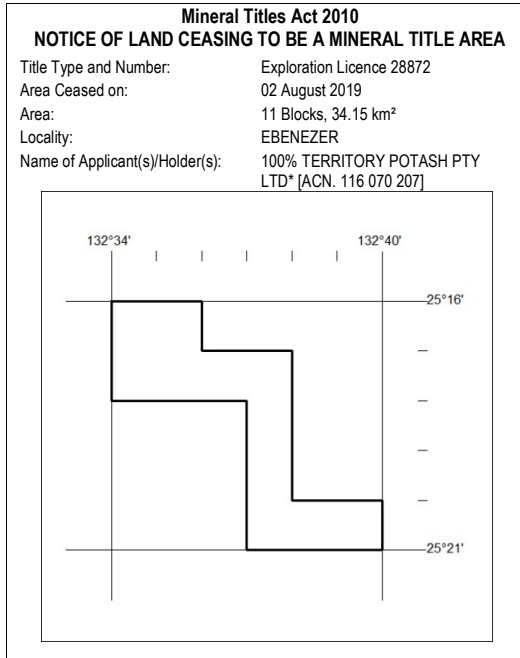 Mineral Titles Act 2010
NOTICE OF LAND CEASING TO BE A MINERAL TITLE AREA
Title Type and Number: Exploration Licence 28872
Area Ceased on: 02 August 2019
Area: 11 Blocks, 34.15 km²
Locality: EBENEZER
Name of Applicant(s)/Holder(s): 100% TERRITORY POTASH PTY
LTD* [ACN. 116 070 207]
132°34' 132°40'
25°16'
25°21'